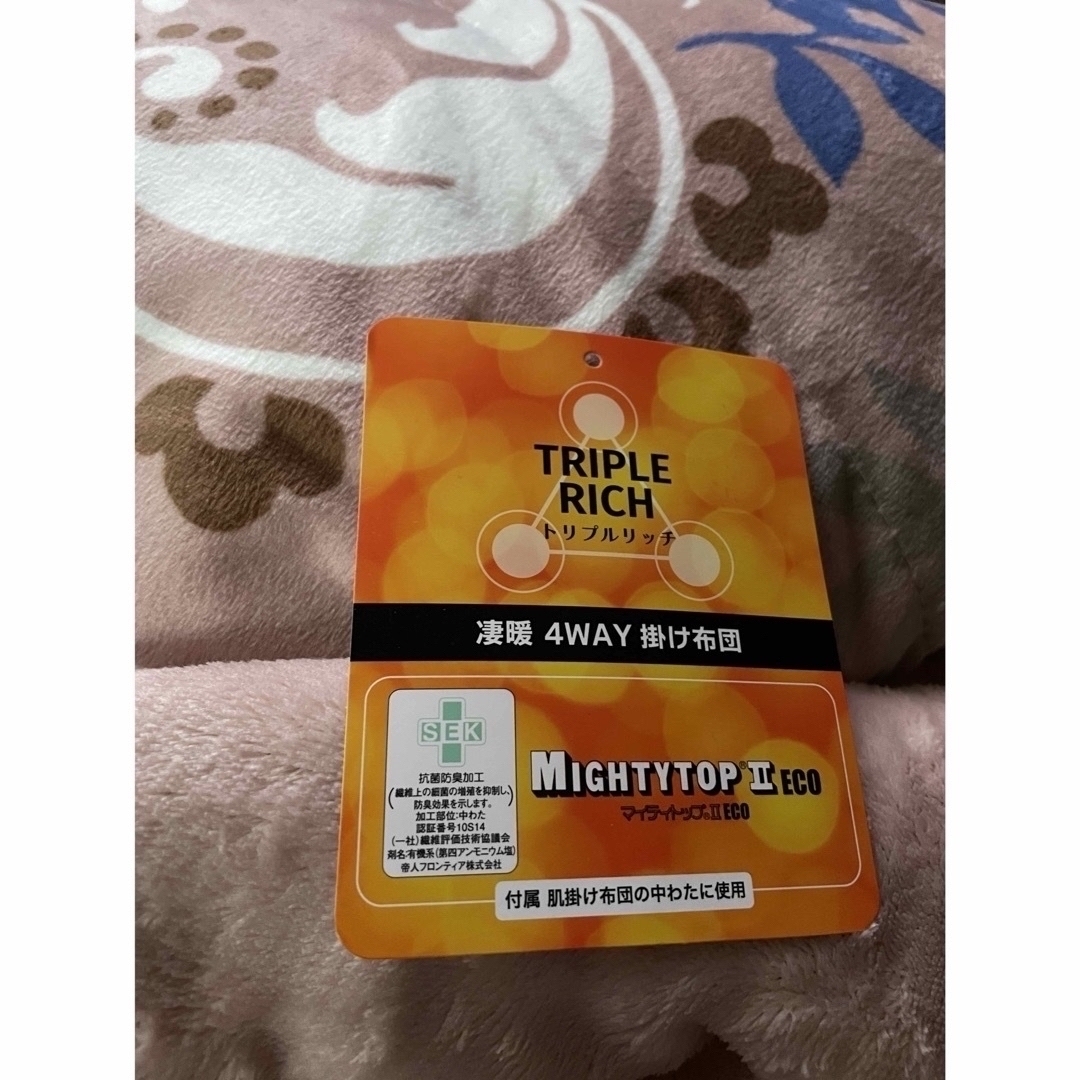 TRIPLE
RICH
トリプルリッチ
凄暖 4WAY 掛け布団
SEK
抗菌防臭加工
(繊維上の細菌の増殖を抑制し、
防臭効果を示します。)
加工部位:中わた
認証番号10S14
(一社)繊維評価技術協議会
剤名:有機系(第四アンモニウム塩)
帝人フロンティア株式会社
MIGHTYTOP®II ECO
マイティトップ®II ECO
付属 肌掛け布団の中わたに使用